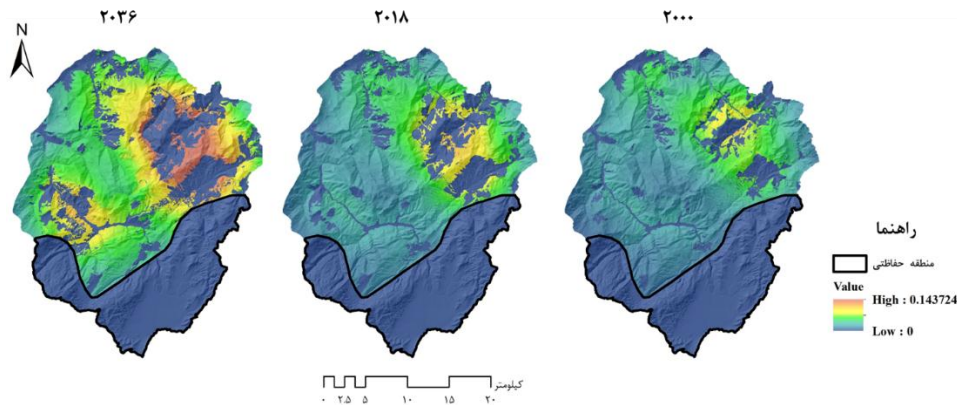 ۲۰۳۶ ۲۰۱۸ ۲۰۰۰
N
راهنما
منطقه حفاظتی
Value
High : 0.143724
Low : 0
کیلومتر
۰ ۲.۵ ۵ ۱۰ ۱۵ ۲۰